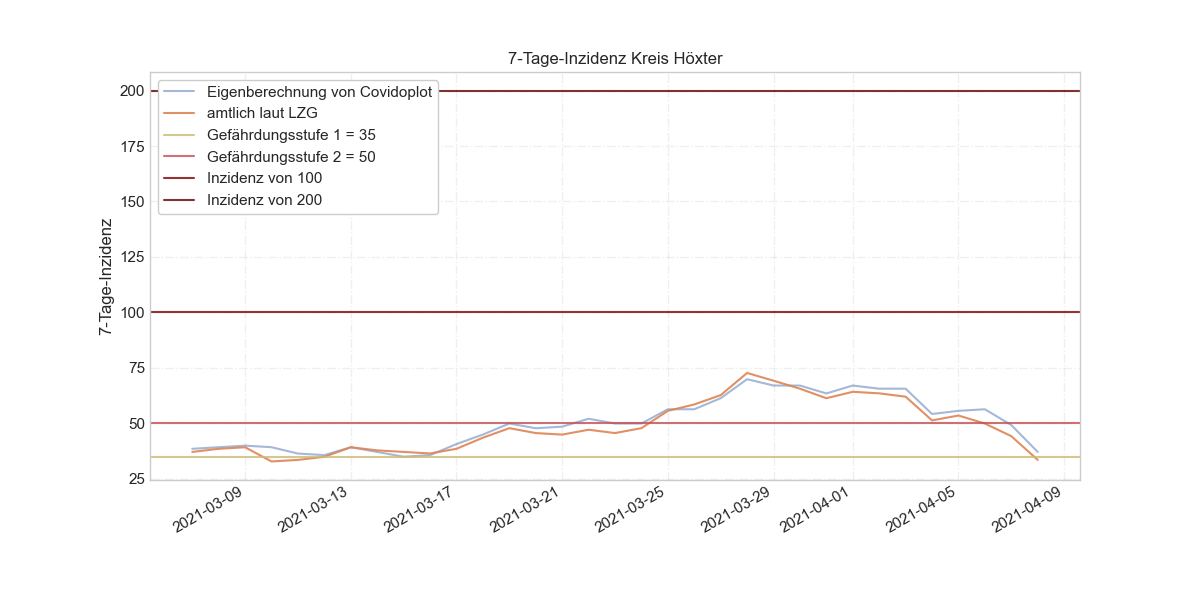 7-Tage-Inzidenz Kreis Höxter
Eigenberechnung von Covidoplot
amtlich laut LZG
Gefährdungsstufe 1 = 35
Gefährdungsstufe 2 = 50
Inzidenz von 100
Inzidenz von 200
7-Tage-Inzidenz
200
175
150
125
100
75
50
25
2021-03-09
2021-03-13
2021-03-17
2021-03-21
2021-03-25
2021-03-29
2021-04-01
2021-04-05
2021-04-09